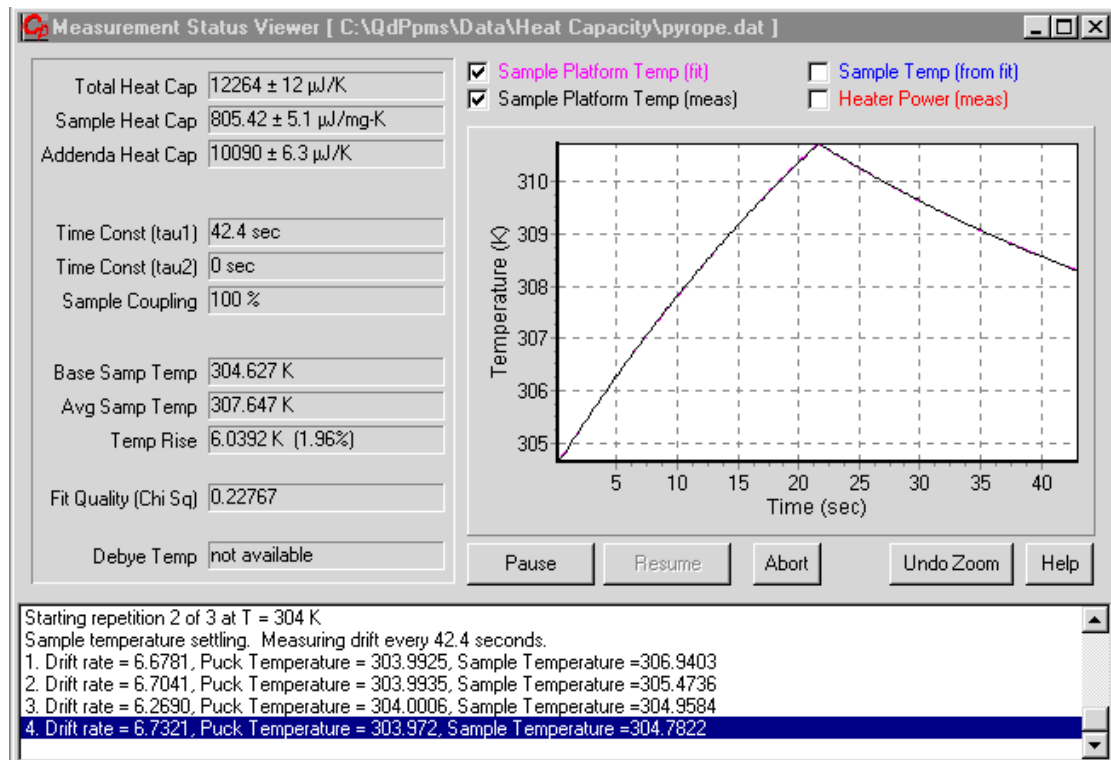 Cp Measurement Status Viewer [ C:\QdPpms\Data\Heat Capacity\pyrope.dat ]
Total Heat Cap 12264 ± 12 µJ/K
Sample Heat Cap 805.42 ± 5.1 µJ/mg-K
Addenda Heat Cap 10090 ± 6.3 µJ/K
Time Const (tau1) 42.4 sec
Time Const (tau2) 0 sec
Sample Coupling 100 %
Base Samp Temp 304.627 K
Avg Samp Temp 307.647 K
Temp Rise 6.0392 K (1.96%)
Fit Quality (Chi Sq) 0.22767
Debye Temp not available
Sample Platform Temp (fit)
Sample Temp (from fit)
Sample Platform Temp (meas)
Heater Power (meas)
Temperature (K)
310
309
308
307
306
305
5 10 15 20 25 30 35 40
Time (sec)
Pause Resume Abort Undo Zoom Help
Starting repetition 2 of 3 at T = 304 K
Sample temperature settling. Measuring drift every 42.4 seconds.
1. Drift rate = 6.6781, Puck Temperature = 303.9925, Sample Temperature =306.9403
2. Drift rate = 6.7041, Puck Temperature = 303.9935, Sample Temperature =305.4736
3. Drift rate = 6.2690, Puck Temperature = 304.0006, Sample Temperature =304.9584
4. Drift rate = 6.7321, Puck Temperature = 303.972, Sample Temperature =304.7822